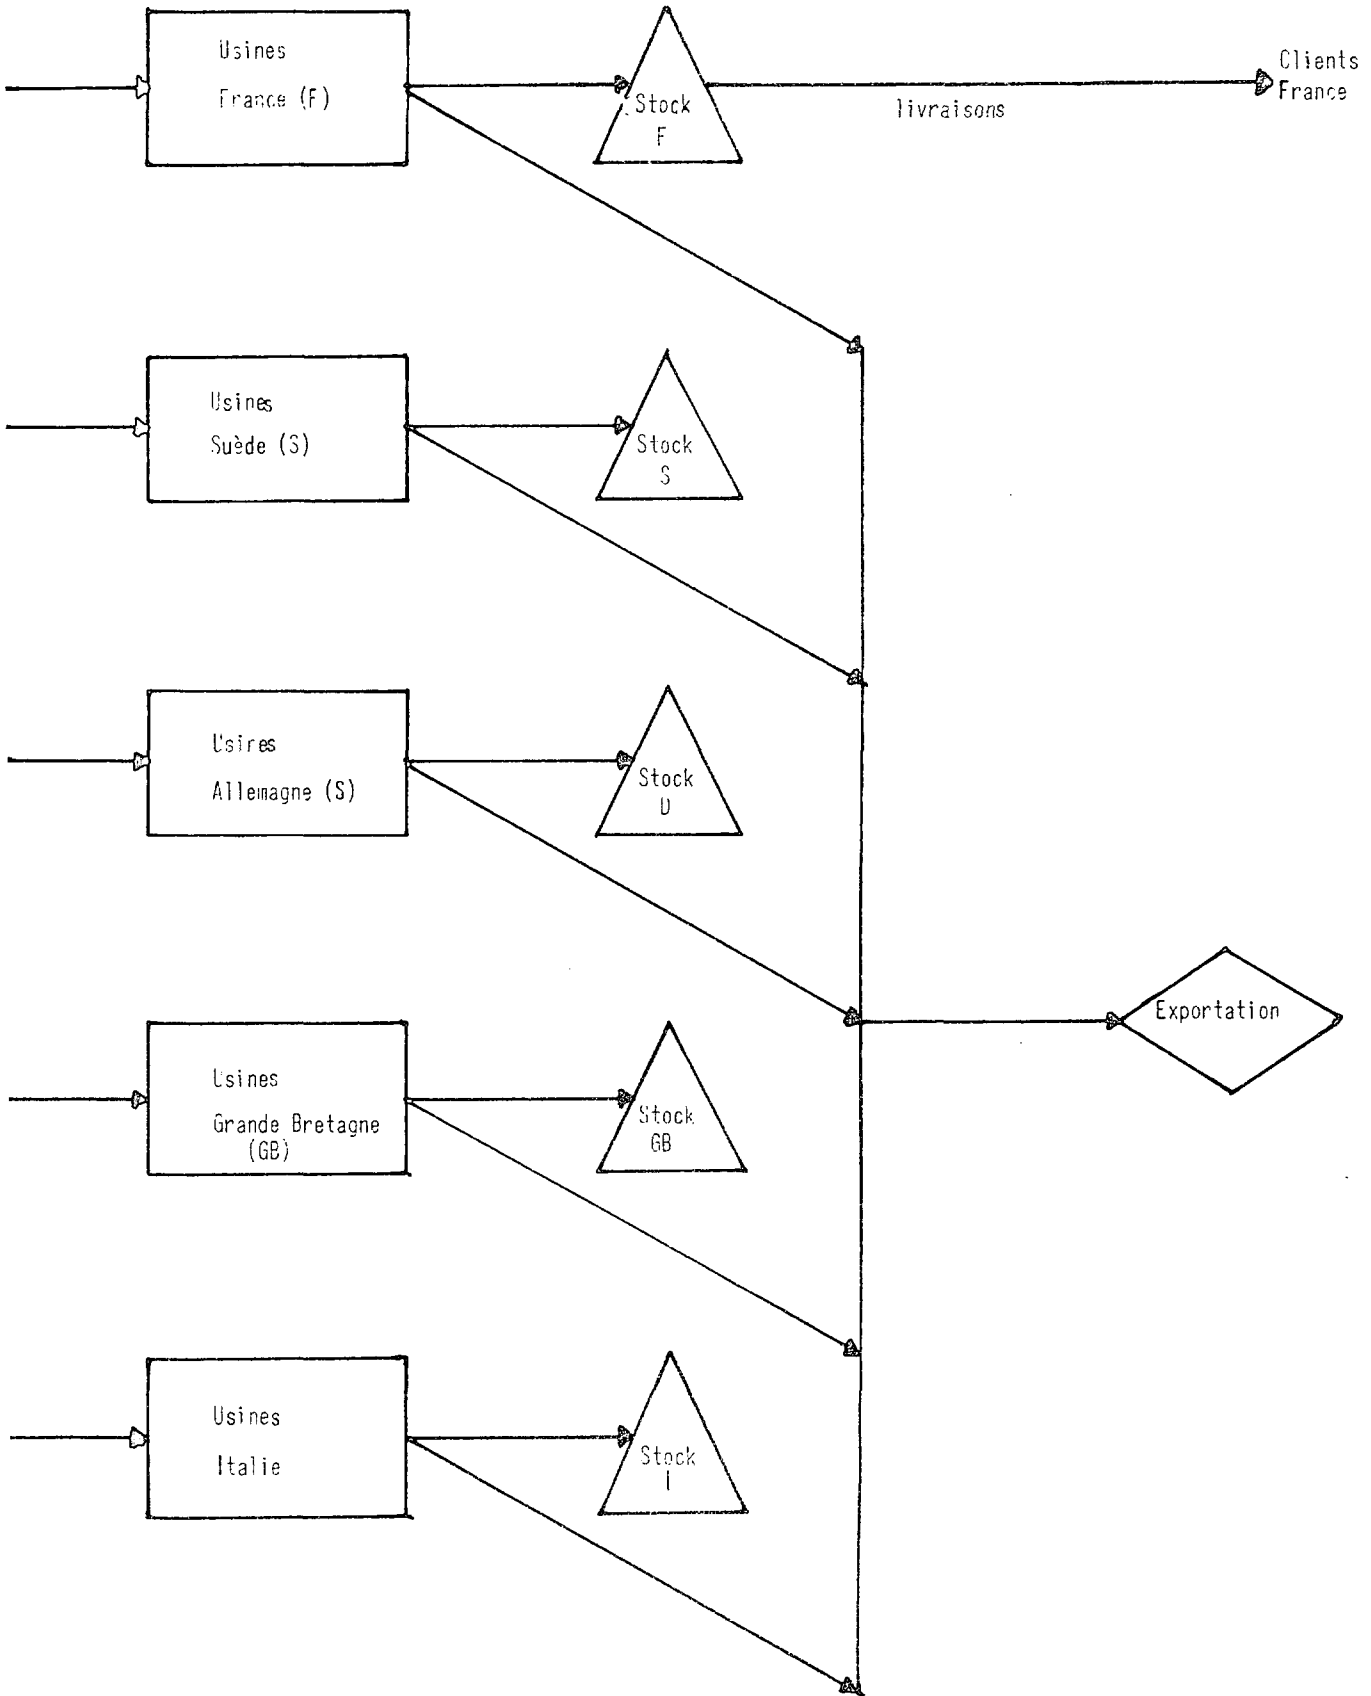 Usines
France (F)
Stock
F
livraisons
Clients
France
Usines
Suède (S)
Stock
S
Usires
Allemagne (S)
Stock
D
Exportation
Usines
Grande Bretagne
(GB)
Stock
GB
Usines
Italie
Stock
I